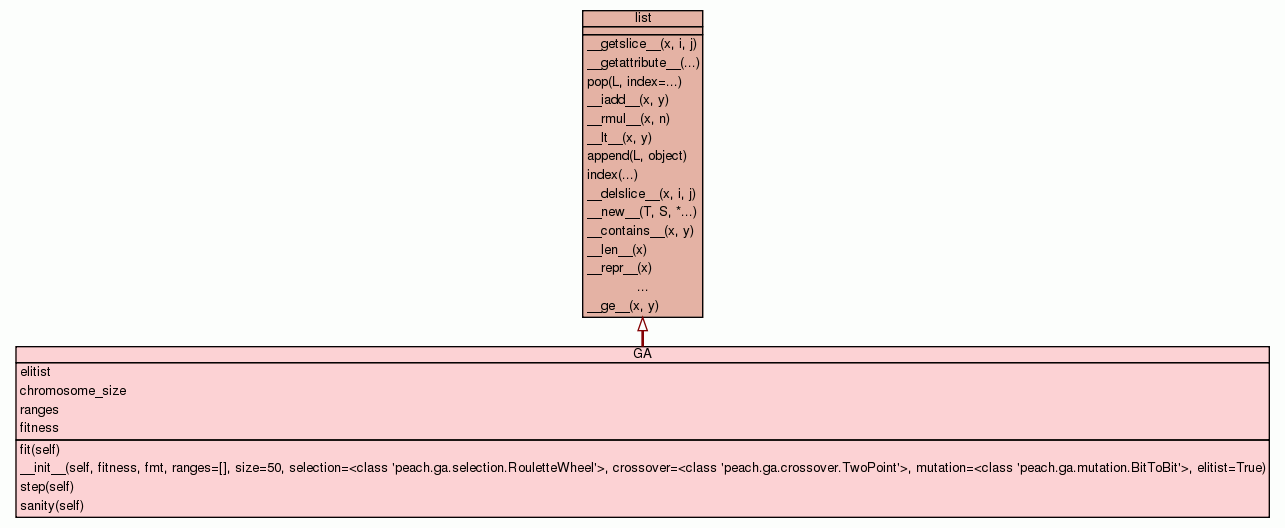 list
__getslice__(x, i, j)
__getattribute__(...)
pop(L, index=...)
__iadd__(x, y)
__rmul__(x, n)
__lt__(x, y)
append(L, object)
index(...)
__delslice__(x, i, j)
__new__(T, S, *...)
__contains__(x, y)
__len__(x)
__repr__(x)
...
__ge__(x, y)
GA
elitist
chromosome_size
ranges
fitness
fit(self)
__init__(self, fitness, fmt, ranges=[], size=50, selection=<class 'peach.ga.selection.RouletteWheel'>, crossover=<class 'peach.ga.crossover.TwoPoint'>, mutation=<class 'peach.ga.mutation.BitToBit'>, elitist=True)
step(self)
sanity(self)